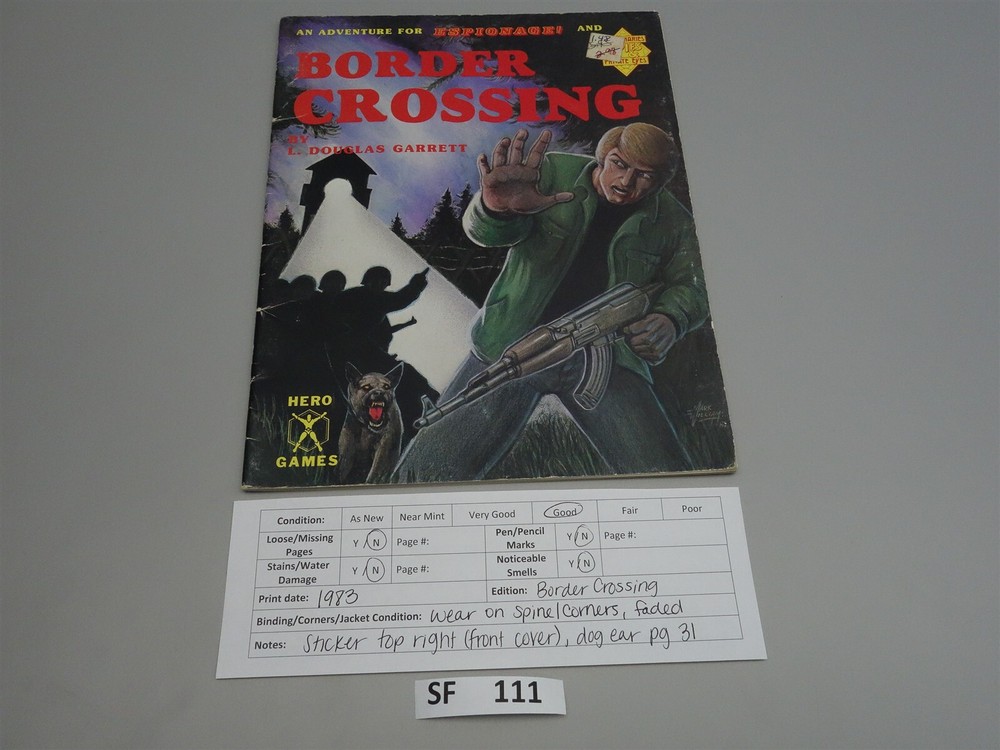 AN ADVENTURE FOR ESPIONAGE! AND
PRIVATE EYES
BORDER
CROSSING
BY
L. DOUGLAS GARRETT
HERO
GAMES
Condition: As New Near Mint Very Good Good Fair Poor
Loose/Missing Pages Y / N Page #: Pen/Pencil Marks Y / N Page #:
Stains/Water Damage Y / N Page #: Noticeable Smells Y / N
Print date: 1983 Edition: Border Crossing
Binding/Corners/Jacket Condition: wear on spine/corners, faded
Notes: Sticker top right (front cover), dog ear pg 31
SF 111